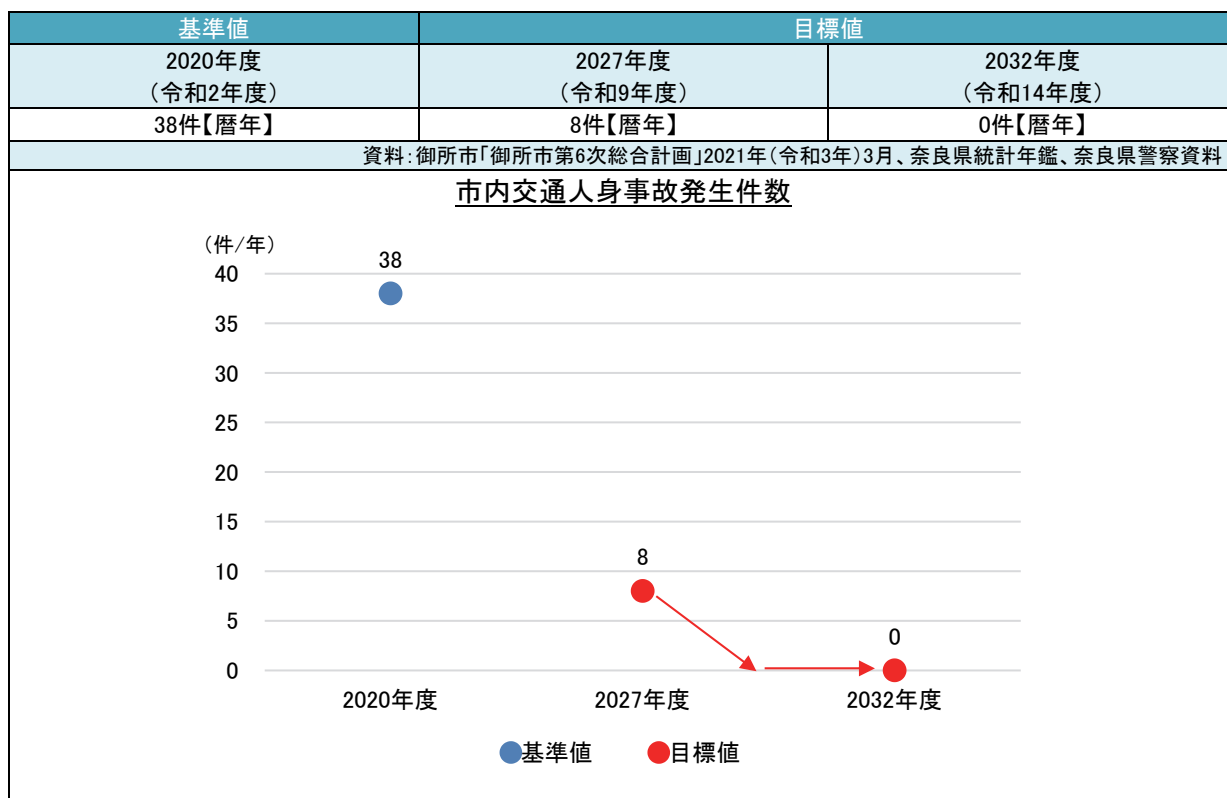 基準値 目標値
2020年度 2027年度 2032年度
(令和2年度) (令和9年度) (令和14年度)
38件【暦年】 8件【暦年】 0件【暦年】
資料:御所市「御所市第6次総合計画」2021年(令和3年)3月、奈良県統計年鑑、奈良県警察資料
市内交通人身事故発生件数
(件/年)
38
40
35
30
25
20
15
10
5
0
8
0
2020年度 2027年度 2032年度
基準値 目標値